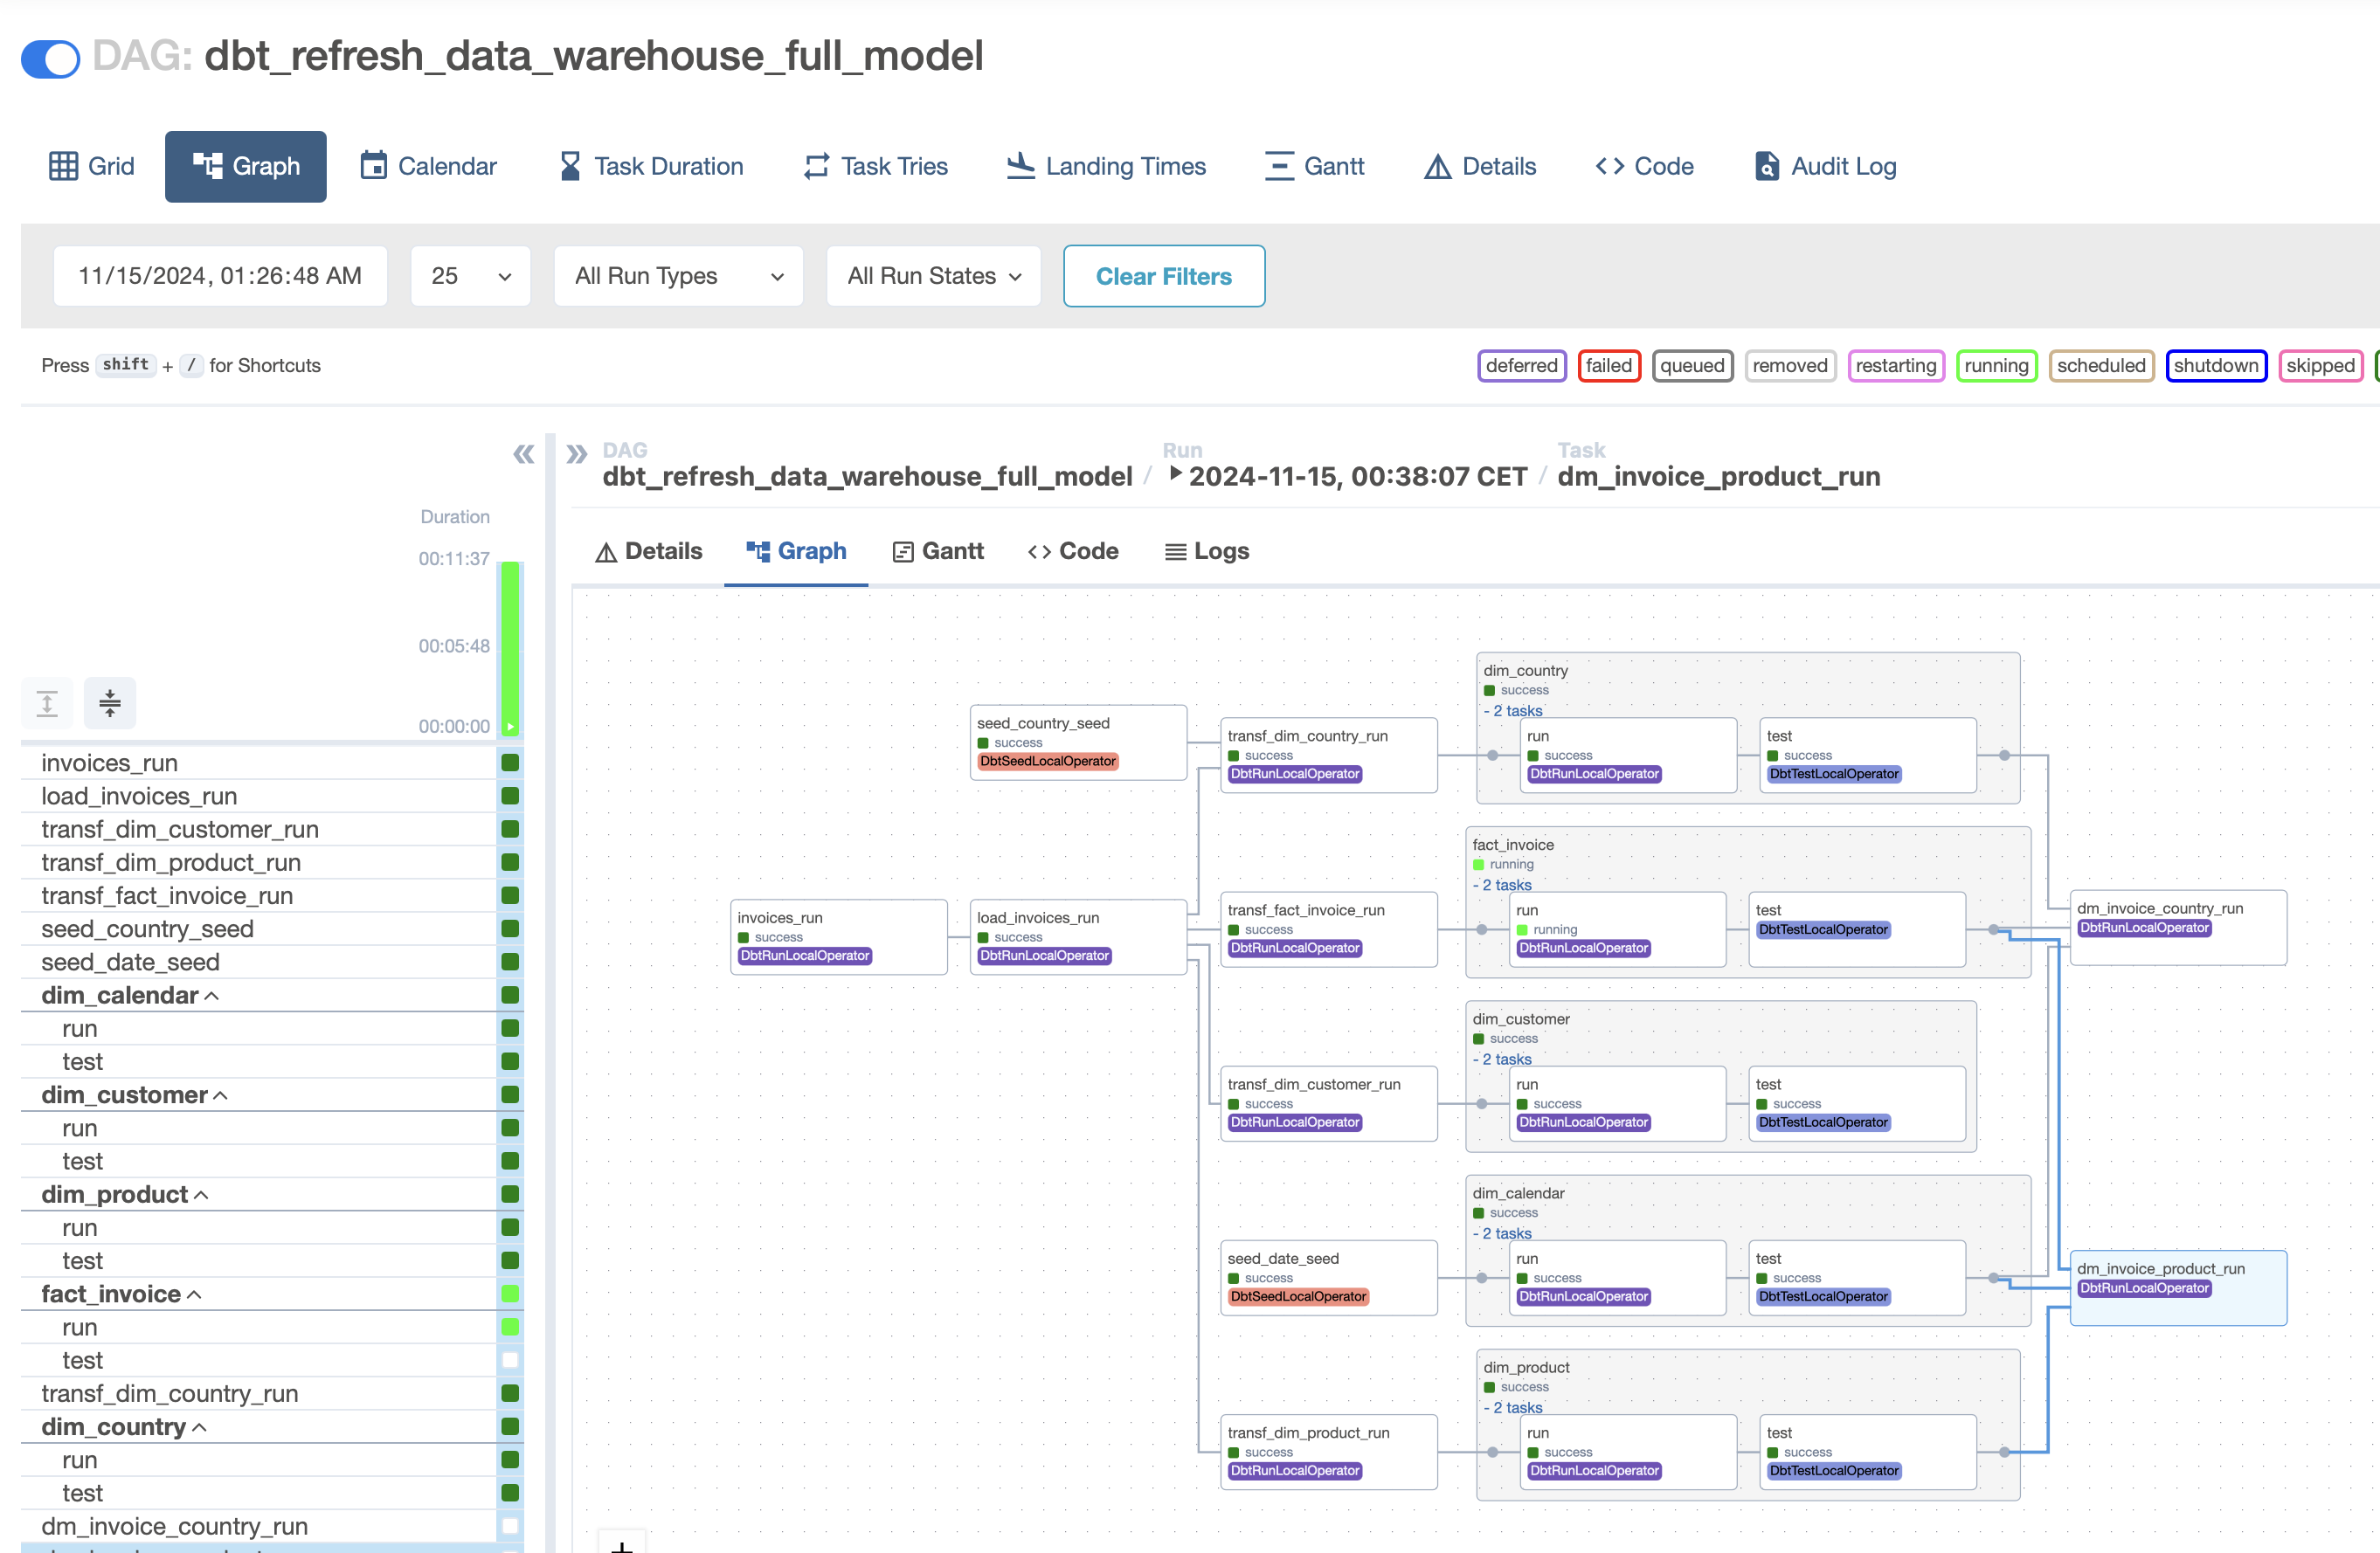 DAG: dbt_refresh_data_warehouse_full_model
Grid Graph Calendar Task Duration Task Tries Landing Times Gantt Details Code Audit Log
11/15/2024, 01:26:48 AM 25 All Run Types All Run States Clear Filters
Press shift + / for Shortcuts
deferred failed queued removed restarting running scheduled shutdown skipped
Duration
00:11:37
00:05:48
00:00:00
invoices_run
load_invoices_run
transf_dim_customer_run
transf_dim_product_run
transf_fact_invoice_run
seed_country_seed
seed_date_seed
dim_calendar
run
test
dim_customer
run
test
dim_product
run
test
fact_invoice
run
test
transf_dim_country_run
dim_country
run
test
dm_invoice_country_run
DAG
dbt_refresh_data_warehouse_full_model /
Run
2024-11-15, 00:38:07 CET /
Task
dm_invoice_product_run
Details Graph Gantt Code Logs
invoices_run
success
DbtRunLocalOperator
seed_country_seed
success
DbtSeedLocalOperator
load_invoices_run
success
DbtRunLocalOperator
transf_dim_country_run
success
DbtRunLocalOperator
transf_fact_invoice_run
success
DbtRunLocalOperator
transf_dim_customer_run
success
DbtRunLocalOperator
seed_date_seed
success
DbtSeedLocalOperator
transf_dim_product_run
success
DbtRunLocalOperator
dim_country
success
- 2 tasks
run
success
DbtRunLocalOperator
test
success
DbtTestLocalOperator
fact_invoice
running
- 2 tasks
run
running
DbtRunLocalOperator
test
DbtTestLocalOperator
dim_customer
success
- 2 tasks
run
success
DbtRunLocalOperator
test
success
DbtTestLocalOperator
dim_calendar
success
- 2 tasks
run
success
DbtRunLocalOperator
test
success
DbtTestLocalOperator
dim_product
success
- 2 tasks
run
success
DbtRunLocalOperator
test
success
DbtTestLocalOperator
dm_invoice_country_run
DbtRunLocalOperator
dm_invoice_product_run
DbtRunLocalOperator
+